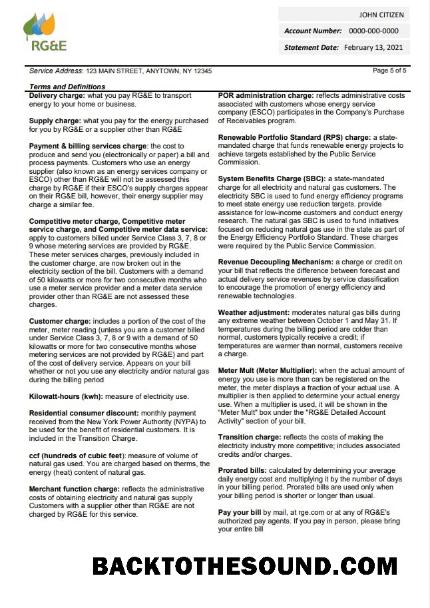 JOHN CITIZEN
Account Number: 0000-000-0000
Statement Date: February 13, 2021
RG&E
Service Address: 123 MAIN STREET, ANYTOWN, NY 12345
Page 5 of 5
Terms and Definitions
Delivery charge: what you pay RG&E to transport
energy to your home or business.
Supply charge: what you pay for the energy purchased
for you by RG&E or a supplier other than RG&E
Payment & billing services charge: the cost to
produce and send you (electronically or paper) a bill and
process payments. Customers who use an energy
supplier (also known as an energy services company or
ESCO) other than RG&E will not be assessed this
charge by RG&E if their ESCO's supply charges appear
on their RG&E bill, however, their energy supplier may
charge a similar fee.
Competitive meter charge, Competitive meter
service charge, and Competitive meter data service:
apply to customers billed under Service Class 3, 7, 8 or
9 whose metering services are provided by RG&E.
These meter services charges, previously included in
the customer charge, are now broken out in the
electricity section of the bill. Customers with a demand
of 50 kilowatts or more for two consecutive months who
use a meter service provider and a meter data service
provider other than RG&E are not assessed these
charges.
Customer charge: includes a portion of the cost of the
meter, meter reading (unless you are a customer billed
under Service Class 3, 7, 8 or 9 with a demand of 50
kilowatts or more for two consecutive months whose
metering services are not provided by RG&E) and part
of the cost of delivery service. Appears on your bill
whether or not you use any electricity and/or natural gas
during the billing period
Kilowatt-hours (kwh): measure of electricity use.
Residential consumer discount: monthly payment
received from the New York Power Authority (NYPA) to
be used for the benefit of residential customers. It is
included in the Transition Charge.
ccf (hundreds of cubic feet): measure of volume of
natural gas used. You are charged based on therms, the
energy (heat) content of natural gas.
Merchant function charge: reflects the administrative
costs of obtaining electricity and natural gas supply
Customers with a supplier other than RG&E are not
charged by RG&E for this service.
POR administration charge: reflects administrative costs
associated with customers whose energy service
company (ESCO) participates in the Company's Purchase
of Receivables program.
Renewable Portfolio Standard (RPS) charge: a state-
mandated charge that funds renewable energy projects to
achieve targets established by the Public Service
Commission.
System Benefits Charge (SBC): a state-mandated
charge for all electricity and natural gas customers. The
electricity SBC is used to fund energy efficiency programs
to meet state energy use reduction targets, provide
assistance for low-income customers and conduct energy
research. The natural gas SBC is used to fund initiatives
focused on reducing natural gas use in the state as part of
the Energy Efficiency Portfolio Standard. These charges
were required by the Public Service Commission.
Revenue Decoupling Mechanism: a charge or credit on
your bill that reflects the difference between forecast and
actual delivery service revenues by service classification
to encourage the promotion of energy efficiency and
renewable technologies.
Weather adjustment: moderates natural gas bills during
any extreme weather between October 1 and May 31. If
temperatures during the billing period are colder than
normal, customers typically receive a credit; if
temperatures are warmer than normal, customers receive
a charge.
Meter Mult (Meter Multiplier): when the actual amount of
energy you use is more than can be registered on the
meter, the meter displays a fraction of your actual use. A
multiplier is then applied to determine your actual energy
use. When a multiplier is used, it will be shown in the
"Meter Mult" box under the "RG&E Detailed Account
Activity" section of your bill.
Transition charge: reflects the costs of making the
electricity industry more competitive; includes associated
credits and/or charges.
Prorated bills: calculated by determining your average
daily energy cost and multiplying it by the number of days
in your billing period. Prorated bills are used only when
your billing period is shorter or longer than usual.
Pay your bill by mail, at rge.com or at any of RG&E's
authorized pay agents. If you pay in person, please bring
your entire bill
BACKTOTHESOUND.COM